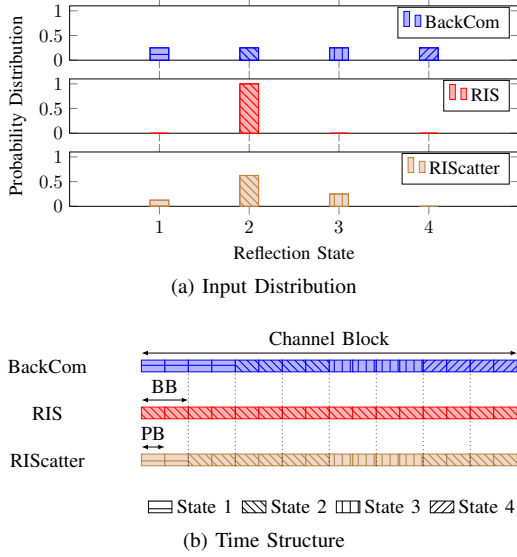 Probability Distribution
1
0.5
0
BackCom
1
0.5
0
RIS
1
0.5
0
RIScatter
1 2 3 4
Reflection State
(a) Input Distribution
Channel Block
BackCom
BB
RIS
PB
RIScatter
State 1 State 2 State 3 State 4
(b) Time Structure